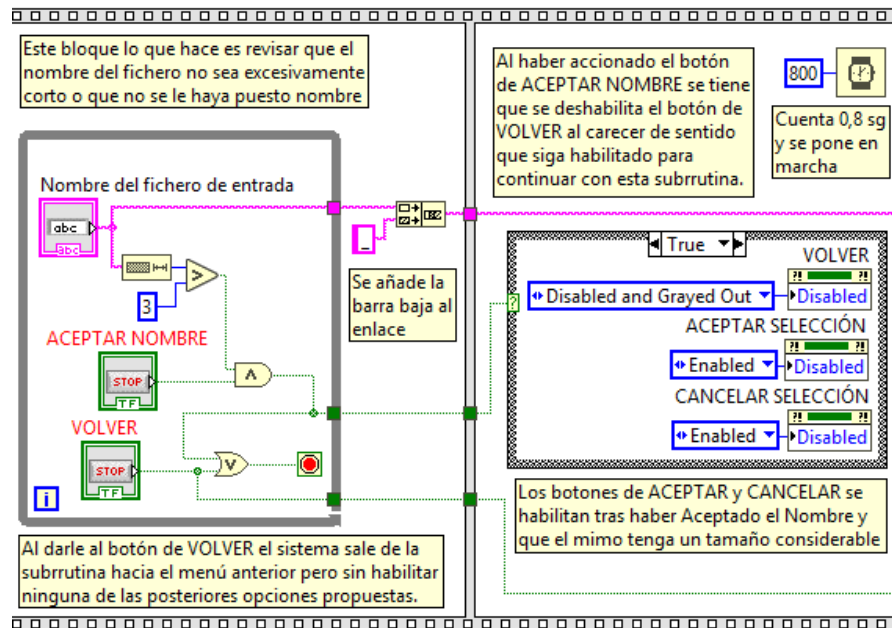 Este bloque lo que hace es revisar que el
nombre del fichero no sea excesivamente
corto o que no se le haya puesto nombre
Nombre del fichero de entrada
abc
abc
3
ACEPTAR NOMBRE
STOP
TF
VOLVER
STOP
TF
i
Al darle al botón de VOLVER el sistema sale de la
subrrutina hacia el menú anterior pero sin habilitar
ninguna de las posteriores opciones propuestas.
_
Se añade la
barra baja al
enlace
Al haber accionado el botón
de ACEPTAR NOMBRE se tiene
que se deshabilita el botón de
VOLVER al carecer de sentido
que siga habilitado para
continuar con esta subrrutina.
800
Cuenta 0,8 sg
y se pone en
marcha
True
?
VOLVER
?! ?!
Disabled and Grayed Out
Disabled
ACEPTAR SELECCIÓN
?! ?!
Enabled
Disabled
CANCELAR SELECCIÓN
?! ?!
Enabled
Disabled
Los botones de ACEPTAR y CANCELAR se
habilitan tras haber Aceptado el Nombre y
que el mimo tenga un tamaño considerable